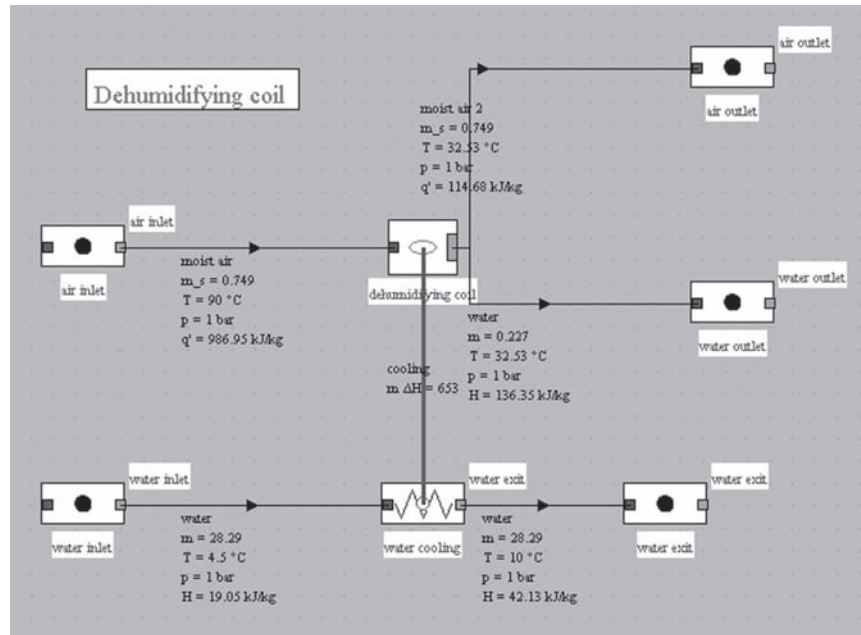 Dehumidifying coil
air outlet
air outlet
moist air 2
m_s = 0.749
T = 32.53 °C
p = 1 bar
q' = 114.68 kJ/kg
air inlet
air inlet
moist air
m_s = 0.749
T = 90 °C
p = 1 bar
q' = 986.95 kJ/kg
dehumidifying coil
water outlet
water outlet
water
m = 0.227
T = 32.53 °C
p = 1 bar
H = 136.35 kJ/kg
cooling
m ΔH = 653
water inlet
water inlet
water
m = 28.29
T = 4.5 °C
p = 1 bar
H = 19.05 kJ/kg
water exit
water cooling
water
m = 28.29
T = 10 °C
p = 1 bar
H = 42.13 kJ/kg
water exit
water exit